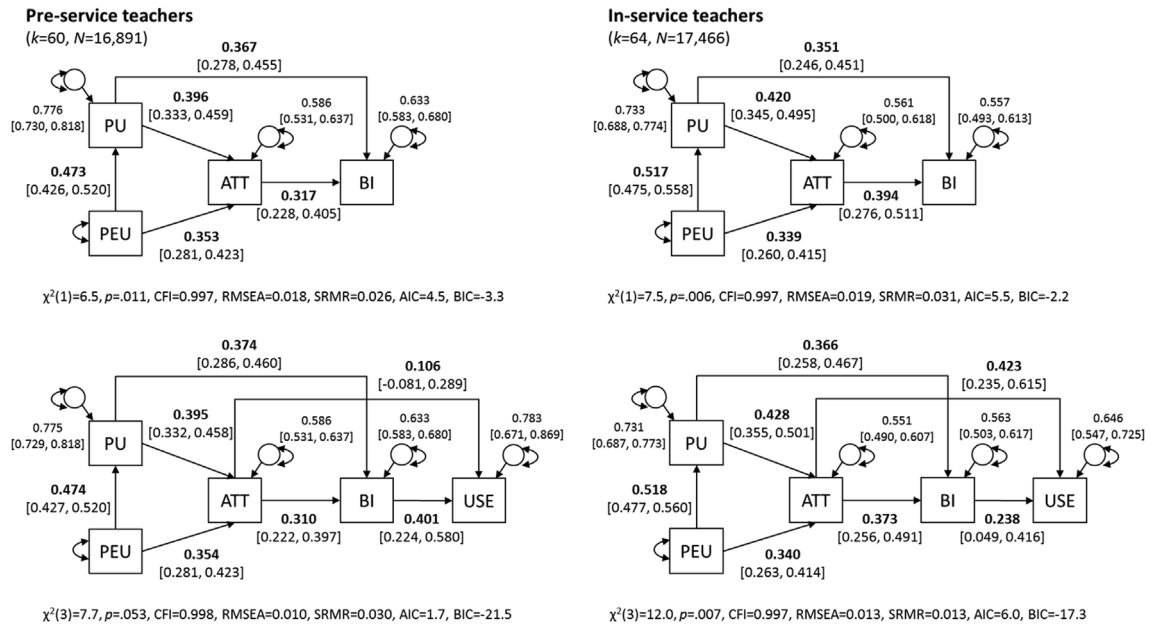 Pre-service teachers
(k=60, N=16,891)
0.367
[0.278, 0.455]
0.776
[0.730, 0.818]
PU
0.396
[0.333, 0.459]
0.586
[0.531, 0.637]
0.633
[0.583, 0.680]
0.473
[0.426, 0.520]
ATT
BI
0.317
[0.228, 0.405]
PEU
0.353
[0.281, 0.423]
χ²(1)=6.5, p=.011, CFI=0.997, RMSEA=0.018, SRMR=0.026, AIC=4.5, BIC=-3.3
In-service teachers
(k=64, N=17,466)
0.351
[0.246, 0.451]
0.733
[0.688, 0.774]
PU
0.420
[0.345, 0.495]
0.561
[0.500, 0.618]
0.557
[0.493, 0.613]
0.517
[0.475, 0.558]
ATT
BI
0.394
[0.276, 0.511]
PEU
0.339
[0.260, 0.415]
χ²(1)=7.5, p=.006, CFI=0.997, RMSEA=0.019, SRMR=0.031, AIC=5.5, BIC=-2.2
0.374
[0.286, 0.460]
0.106
[-0.081, 0.289]
0.775
[0.729, 0.818]
PU
0.395
[0.332, 0.458]
0.586
[0.531, 0.637]
0.633
[0.583, 0.680]
0.783
[0.671, 0.869]
0.474
[0.427, 0.520]
ATT
BI
USE
0.310
[0.222, 0.397]
0.401
[0.224, 0.580]
PEU
0.354
[0.281, 0.423]
χ²(3)=7.7, p=.053, CFI=0.998, RMSEA=0.010, SRMR=0.030, AIC=1.7, BIC=-21.5
0.366
[0.258, 0.467]
0.423
[0.235, 0.615]
0.731
[0.687, 0.773]
PU
0.428
[0.355, 0.501]
0.551
[0.490, 0.607]
0.563
[0.503, 0.617]
0.646
[0.547, 0.725]
0.518
[0.477, 0.560]
ATT
BI
USE
0.373
[0.256, 0.491]
0.238
[0.049, 0.416]
PEU
0.340
[0.263, 0.414]
χ²(3)=12.0, p=.007, CFI=0.997, RMSEA=0.013, SRMR=0.013, AIC=6.0, BIC=-17.3